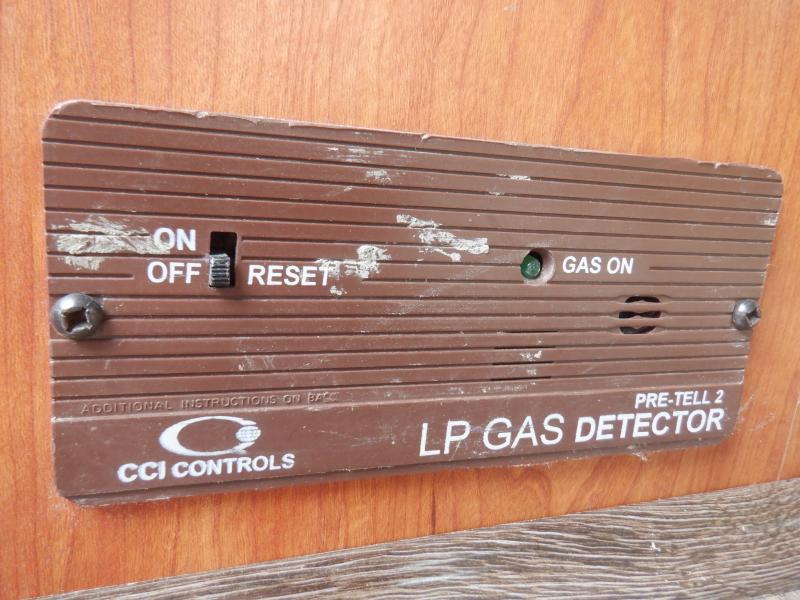 ON
OFF
RESET
GAS ON
ADDITIONAL INSTRUCTIONS ON BACK
CCI CONTROLS
PRE-TELL 2
LP GAS DETECTOR